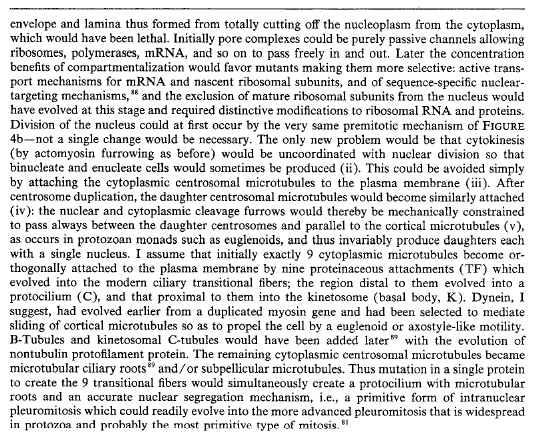 envelope and lamina thus formed from totally cutting off the nucleoplasm from the cytoplasm,
which would have been lethal. Initially pore complexes could be purely passive channels allowing
ribosomes, polymerases, mRNA, and so on to pass freely in and out. Later the concentration
benefits of compartmentalization would favor mutants making them more selective: active trans-
port mechanisms for mRNA and nascent ribosomal subunits, and of sequence-specific nuclear-
targeting mechanisms,⁸⁸ and the exclusion of mature ribosomal subunits from the nucleus would
have evolved at this stage and required distinctive modifications to ribosomal RNA and proteins.
Division of the nucleus could at first occur by the very same premitotic mechanism of FIGURE
4b—not a single change would be necessary. The only new problem would be that cytokinesis
(by actomyosin furrowing as before) would be uncoordinated with nuclear division so that
binucleate and enucleate cells would sometimes be produced (ii). This could be avoided simply
by attaching the cytoplasmic centrosomal microtubules to the plasma membrane (iii). After
centrosome duplication, the daughter centrosomal microtubules would become similarly attached
(iv): the nuclear and cytoplasmic cleavage furrows would thereby be mechanically constrained
to pass always between the daughter centrosomes and parallel to the cortical microtubules (v),
as occurs in protozoan monads such as euglenoids, and thus invariably produce daughters each
with a single nucleus. I assume that initially exactly 9 cytoplasmic microtubules become or-
thogonally attached to the plasma membrane by nine proteinaceous attachments (TF) which
evolved into the modern ciliary transitional fibers; the region distal to them evolved into a
protocilium (C), and that proximal to them into the kinetosome (basal body, K). Dynein, I
suggest, had evolved earlier from a duplicated myosin gene and had been selected to mediate
sliding of cortical microtubules so as to propel the cell by a euglenoid or axostyle-like motility.
B-Tubules and kinetosomal C-tubules would have been added later⁸⁹ with the evolution of
nontubulin protofilament protein. The remaining cytoplasmic centrosomal microtubules became
microtubular ciliary roots⁸⁹ and/or subpellicular microtubules. Thus mutation in a single protein
to create the 9 transitional fibers would simultaneously create a protocilium with microtubular
roots and an accurate nuclear segregation mechanism, i.e., a primitive form of intranuclear
pleuromitosis which could readily evolve into the more advanced pleuromitosis that is widespread
in protozoa and probably the most primitive type of mitosis.⁸¹